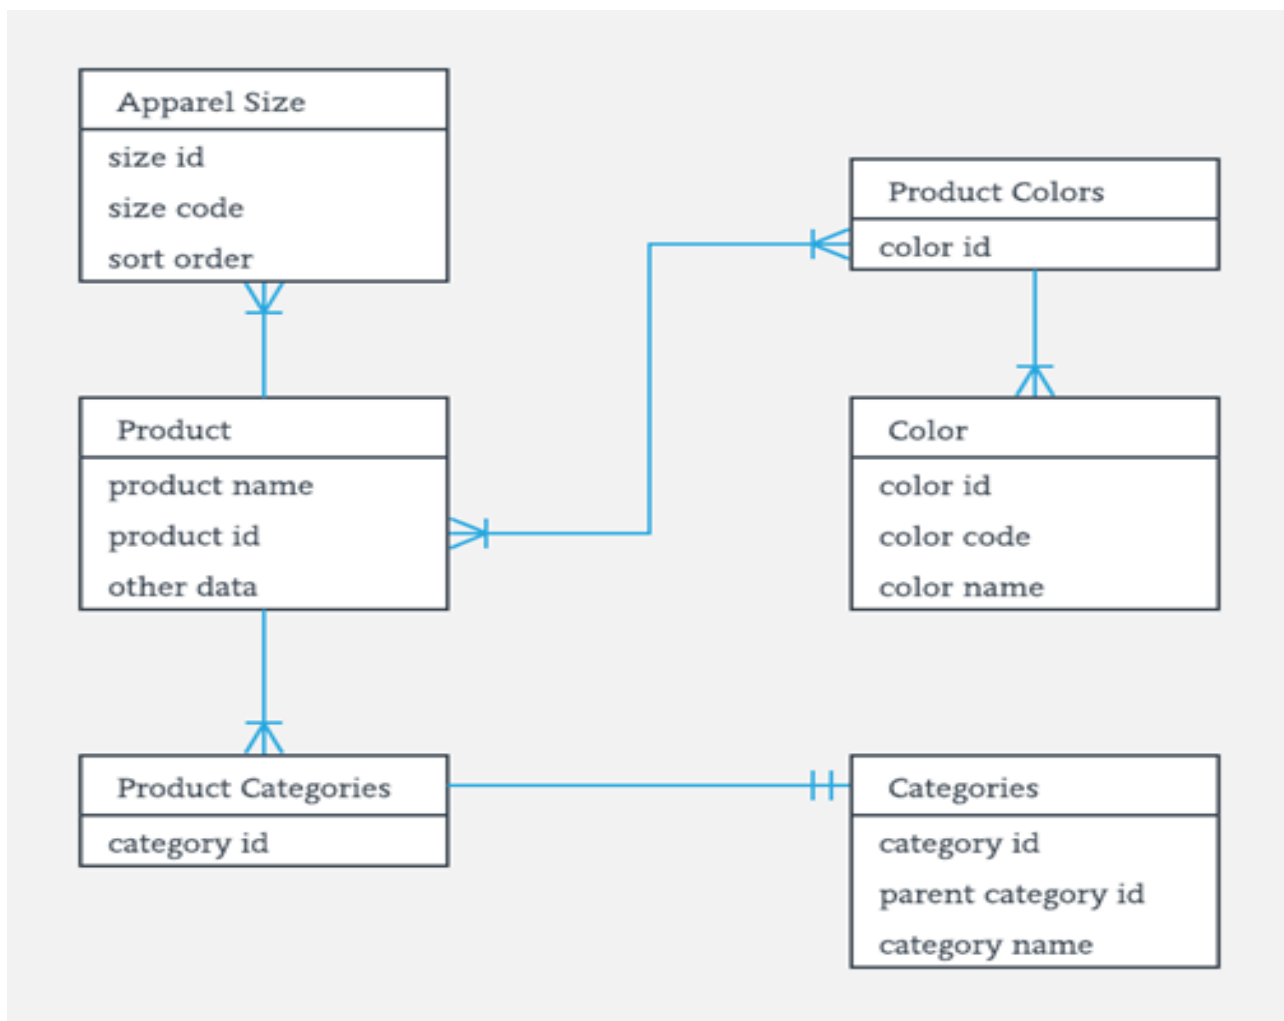 Apparel Size
size id
size code
sort order
Product Colors
color id
Product
product name
product id
other data
Color
color id
color code
color name
Product Categories
category id
Categories
category id
parent category id
category name